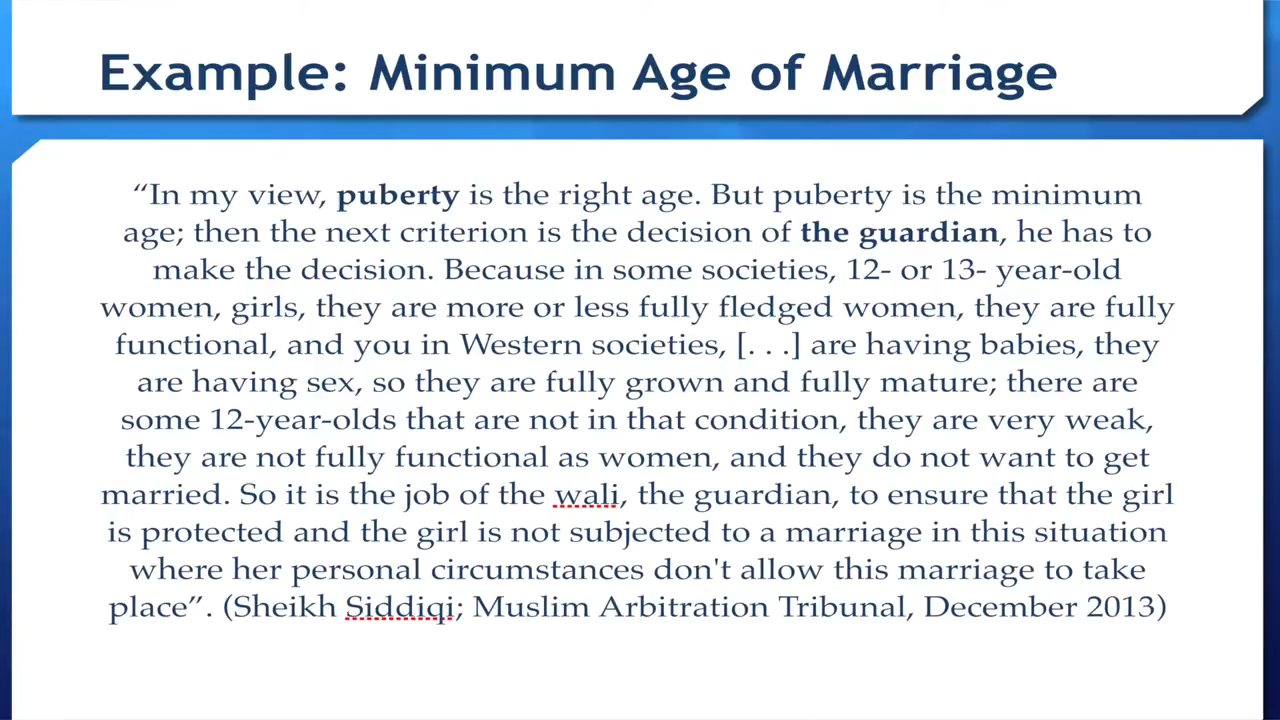 Example: Minimum Age of Marriage
“In my view, puberty is the right age. But puberty is the minimum
age; then the next criterion is the decision of the guardian, he has to
make the decision. Because in some societies, 12- or 13- year-old
women, girls, they are more or less fully fledged women, they are fully
functional, and you in Western societies, [. . .] are having babies, they
are having sex, so they are fully grown and fully mature; there are
some 12-year-olds that are not in that condition, they are very weak,
they are not fully functional as women, and they do not want to get
married. So it is the job of the wali, the guardian, to ensure that the girl
is protected and the girl is not subjected to a marriage in this situation
where her personal circumstances don't allow this marriage to take
place”. (Sheikh Siddiqi; Muslim Arbitration Tribunal, December 2013)